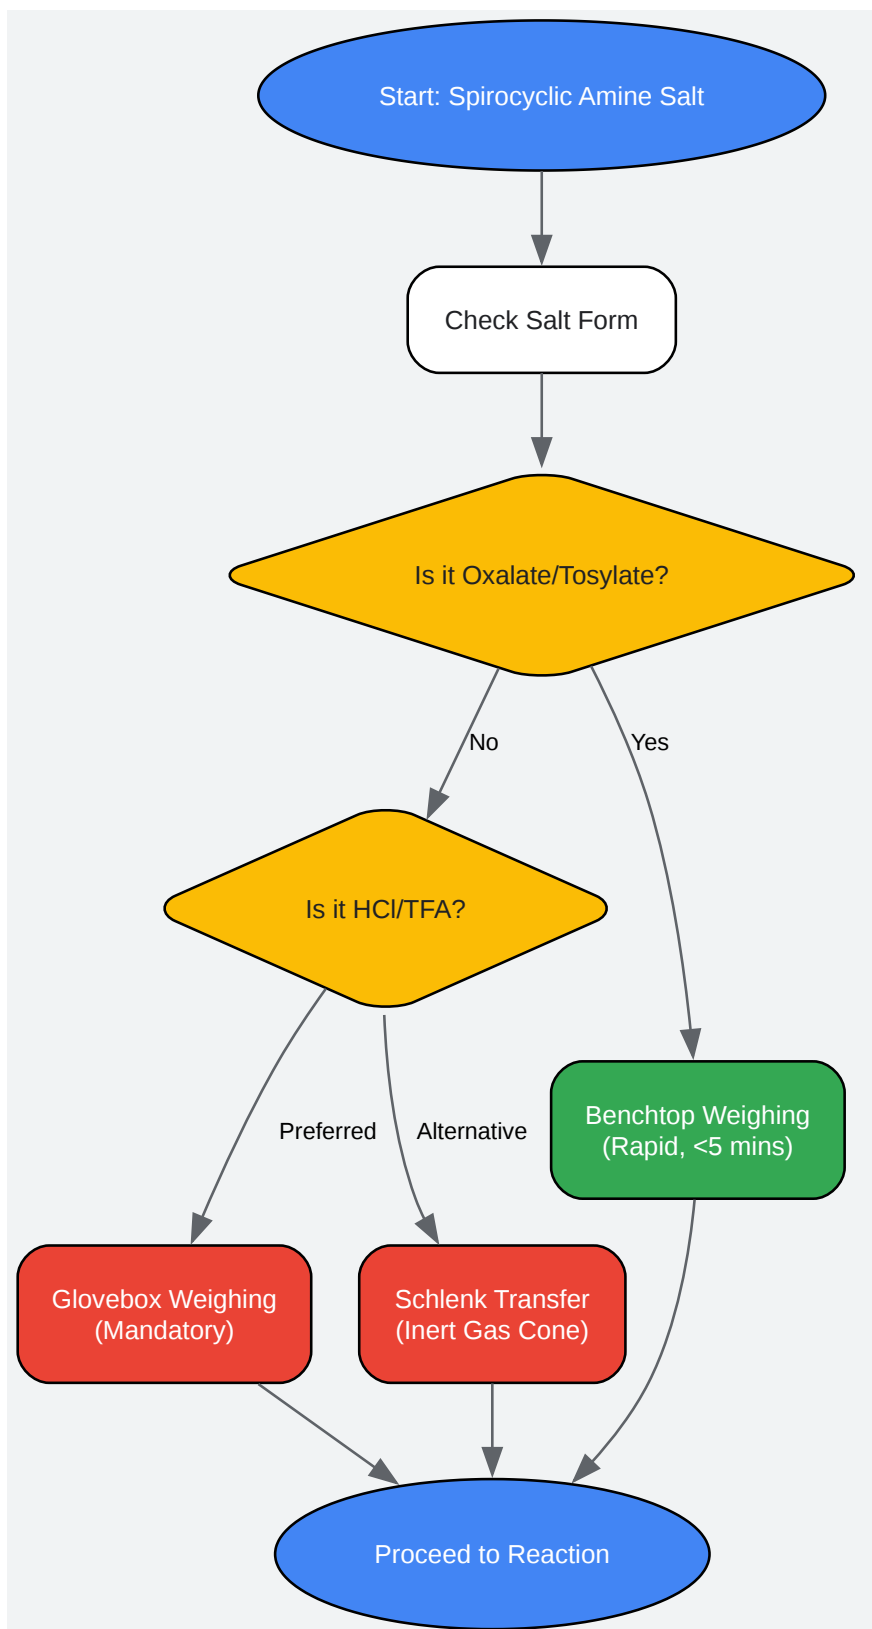 Start: Spirocyclic Amine Salt
Check Salt Form
Is it Oxalate/Tosylate?
No
Yes
Is it HCl/TFA?
Preferred
Alternative
Benchtop Weighing
(Rapid, <5 mins)
Glovebox Weighing
(Mandatory)
Schlenk Transfer
(Inert Gas Cone)
Proceed to Reaction